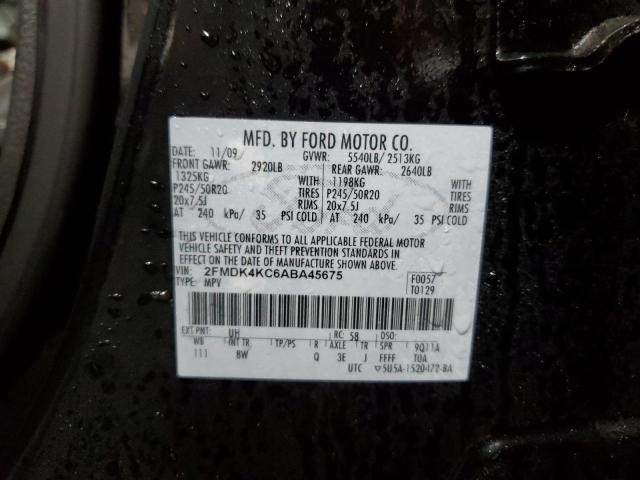 MFD. BY FORD MOTOR CO.
DATE: 11/09 GVWR: 5540LB/ 2513KG
FRONT GAWR: 2920LB REAR GAWR: 2640LB
1325KG WITH 1198KG WITH
P245/50R20 TIRES P245/50R20 TIRES
20x7.5J RIMS 20x7.5J RIMS
AT 240 kPa/ 35 PSI COLD AT 240 kPa/ 35 PSI COLD
THIS VEHICLE CONFORMS TO ALL APPLICABLE FEDERAL MOTOR
VEHICLE SAFETY AND THEFT PREVENTION STANDARDS IN
EFFECT ON THE DATE OF MANUFACTURE SHOWN ABOVE.
VIN: 2FMDK4KC6ABA45675 F0057
TYPE: MPV T0129
EXT PNT: UH RC: 58 DSO:
WB INT TR TP/PS R AXLE TR SPR 9Q11A
111 8W Q 3E J FFFF TOA
UTC 5U5A-1520472-BA